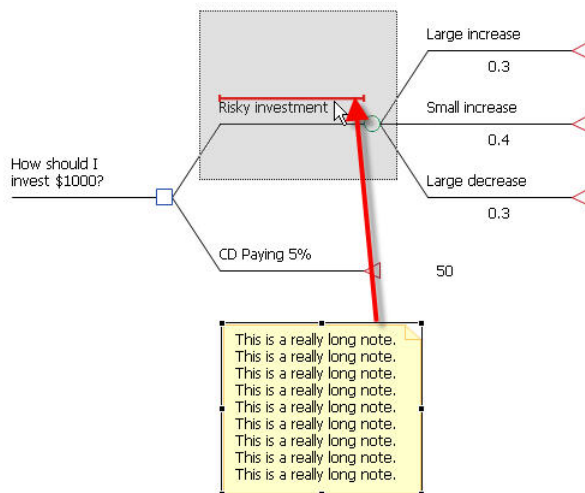 Large increase
0.3
Risky investment
Small increase
0.4
How should I
invest $1000?
Large decrease
0.3
CD Paying 5%
50
This is a really long note.
This is a really long note.
This is a really long note.
This is a really long note.
This is a really long note.
This is a really long note.
This is a really long note.
This is a really long note.
This is a really long note.